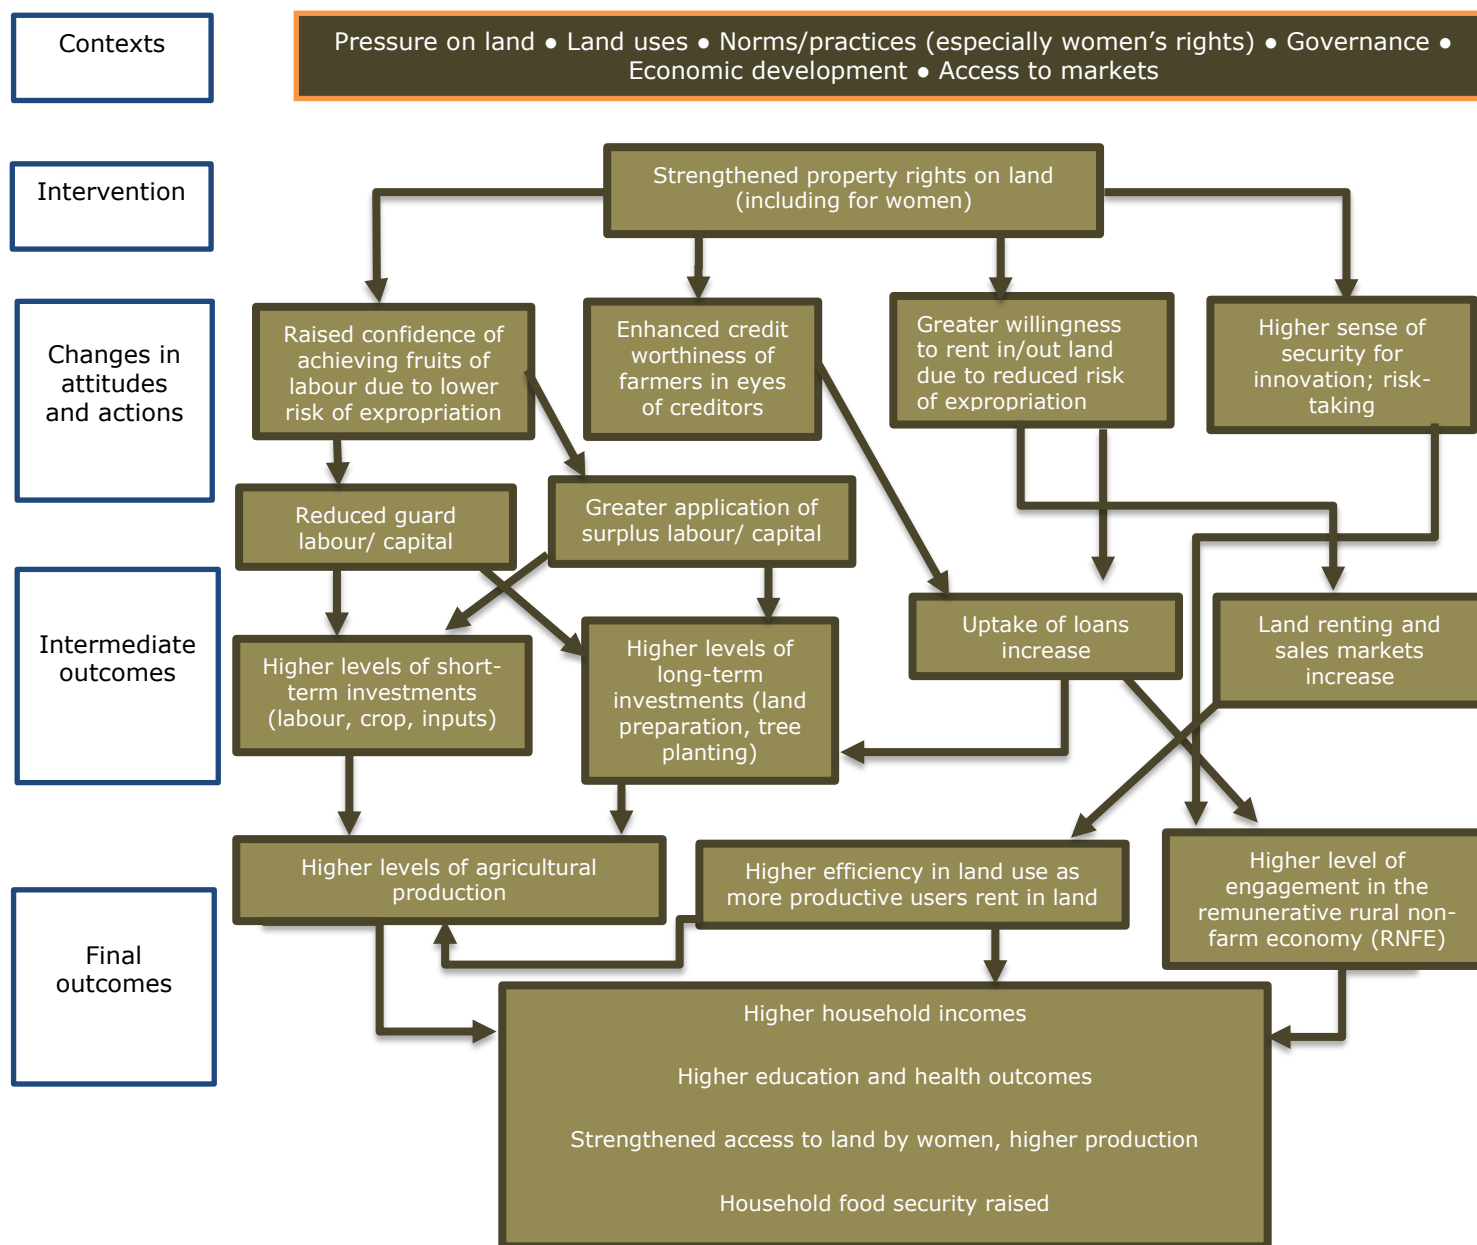 Contexts
Pressure on land ● Land uses ● Norms/practices (especially women’s rights) ● Governance ●
Economic development ● Access to markets
Intervention
Strengthened property rights on land
(including for women)
Changes in
attitudes
and actions
Raised confidence of
achieving fruits of
labour due to lower
risk of expropriation
Enhanced credit
worthiness of
farmers in eyes
of creditors
Greater willingness
to rent in/out land
due to reduced risk
of expropriation
Higher sense of
security for
innovation; risk-
taking
Reduced guard
labour/ capital
Greater application of
surplus labour/ capital
Intermediate
outcomes
Higher levels of short-
term investments
(labour, crop, inputs)
Higher levels of
long-term
investments (land
preparation, tree
planting)
Uptake of loans
increase
Land renting and
sales markets
increase
Final
outcomes
Higher levels of agricultural
production
Higher efficiency in land use as
more productive users rent in land
Higher level of
engagement in the
remunerative rural non-
farm economy (RNFE)
Higher household incomes
Higher education and health outcomes
Strengthened access to land by women, higher production
Household food security raised